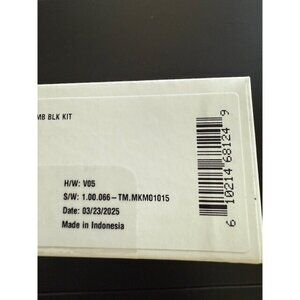 MB BLK KIT
H/W: V05
S/W: 1.00.066-TM.MKM01015
Date: 03/23/2025
Made in Indonesia
6 10214 68124 9